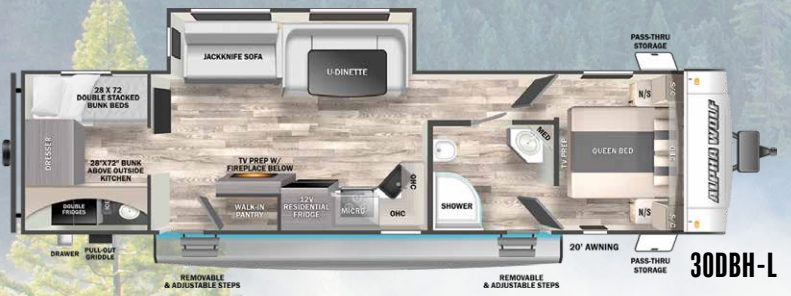 PASS-THRU
STORAGE
JACKKNIFE SOFA
U-DINETTE
28 X 72
DOUBLE STACKED
BUNK BEDS
N/S
O/S
MED
DRESSER
28"X72" BUNK
ABOVE OUTSIDE
KITCHEN
TV PREP W/
FIREPLACE BELOW
TV PREP
QUEEN BED
ALPHA WOLF
OHC
DOUBLE
FRIDGES
WALK-IN
PANTRY
12V
RESIDENTIAL
FRIDGE
MICRO
OHC
SHOWER
N/S
O/S
DRAWER
PULL-OUT
GRIDDLE
20' AWNING
PASS-THRU
STORAGE
30DBH-L
REMOVABLE
& ADJUSTABLE STEPS
REMOVABLE
& ADJUSTABLE STEPS